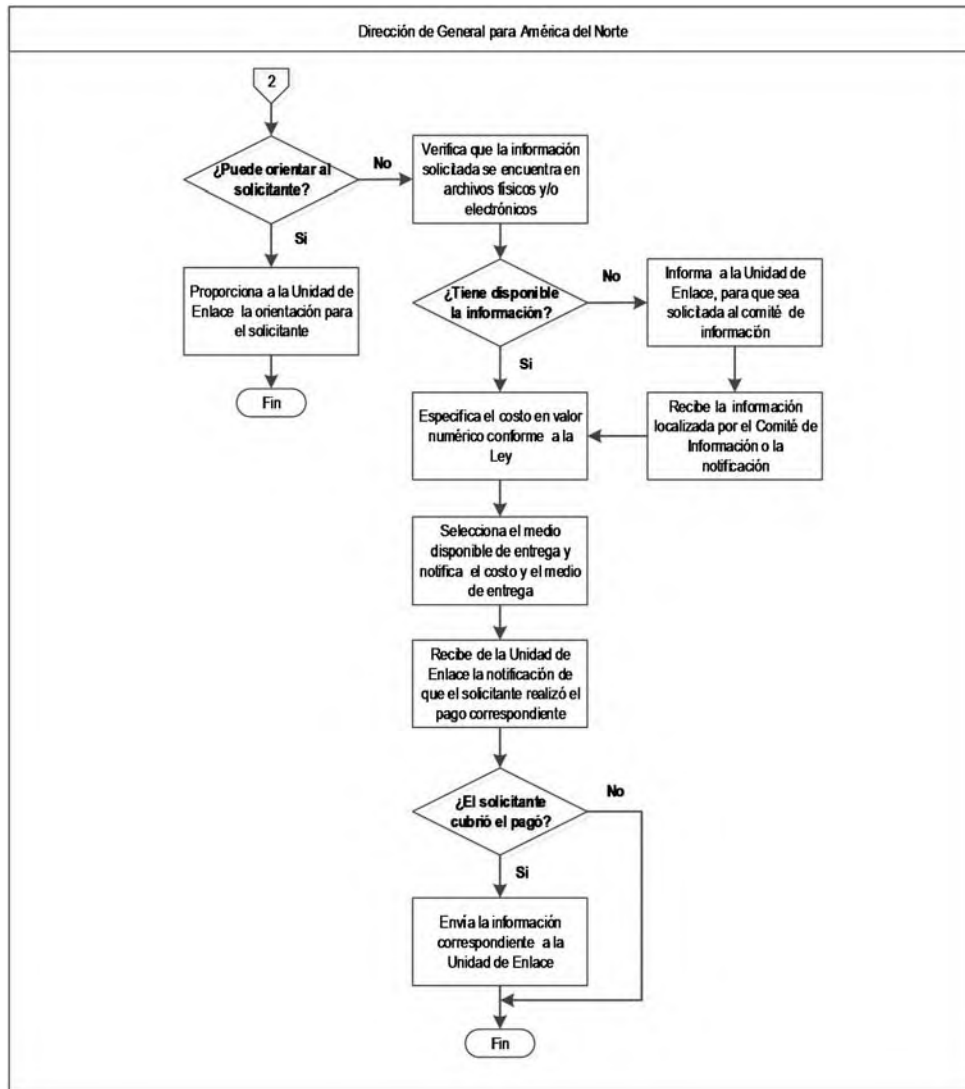 Dirección de General para América del Norte
2
¿Puede orientar al
solicitante?
No
Verifica que la información
solicitada se encuentra en
archivos físicos y/o
electrónicos
Si
Proporciona a la Unidad de
Enlace la orientación para
el solicitante
Fin
¿Tiene disponible
la información?
No
Informa a la Unidad de
Enlace, para que sea
solicitada al comité de
información
Si
Especifica el costo en valor
numérico conforme a la
Ley
Recibe la información
localizada por el Comité de
Información o la
notificación
Selecciona el medio
disponible de entrega y
notifica el costo y el medio
de entrega
Recibe de la Unidad de
Enlace la notificación de
que el solicitante realizó el
pago correspondiente
¿El solicitante
cubrió el pagó?
No
Si
Envía la información
correspondiente a la
Unidad de Enlace
Fin